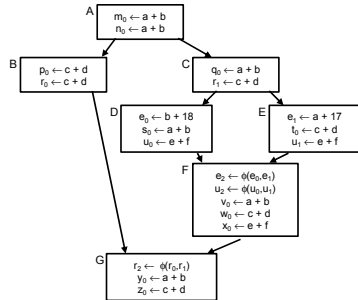 A
m₀ ← a + b
n₀ ← a + b
B
p₀ ← c + d
r₀ ← c + d
C
q₀ ← a + b
r₁ ← c + d
D
e₀ ← b + 18
s₀ ← a + b
u₀ ← e + f
E
e₁ ← a + 17
t₀ ← c + d
u₁ ← e + f
F
e₂ ← ϕ(e₀,e₁)
u₂ ← ϕ(u₀,u₁)
v₀ ← a + b
w₀ ← c + d
x₀ ← e + f
G
r₂ ← ϕ(r₀,r₁)
y₀ ← a + b
z₀ ← c + d